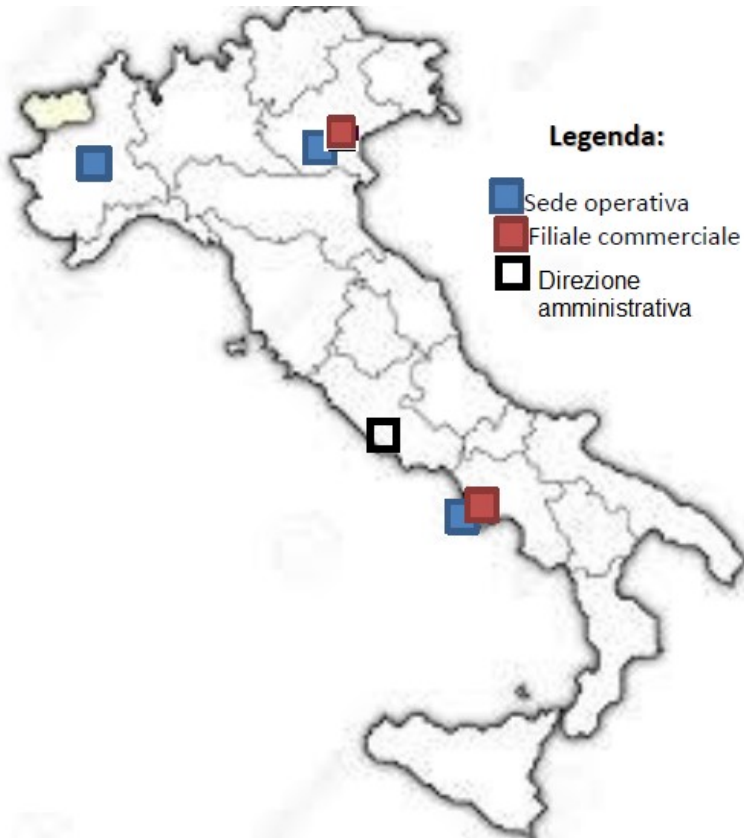 Legenda:
Sede operativa
Filiale commerciale
Direzione
amministrativa